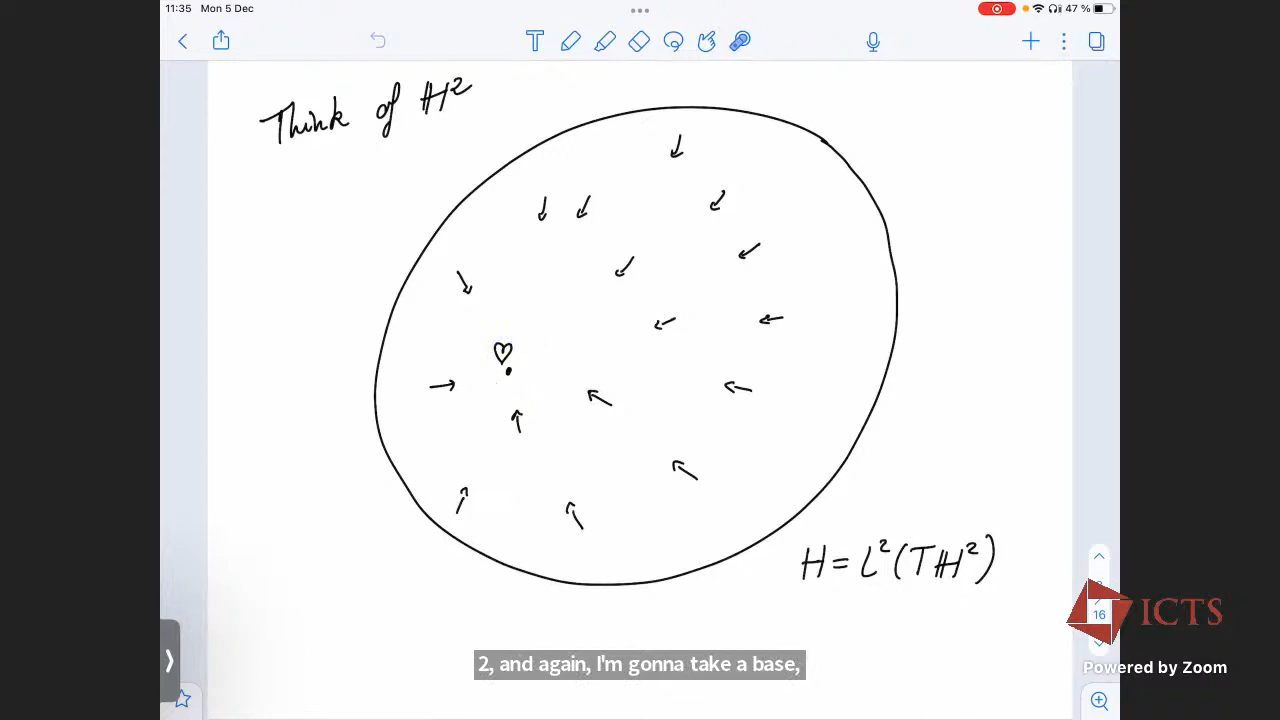 11:35 Mon 5 Dec
47 %
Think of ℍ²
H = L²(Tℍ²)
16
ICTS
2, and again, I'm gonna take a base,
Powered by Zoom